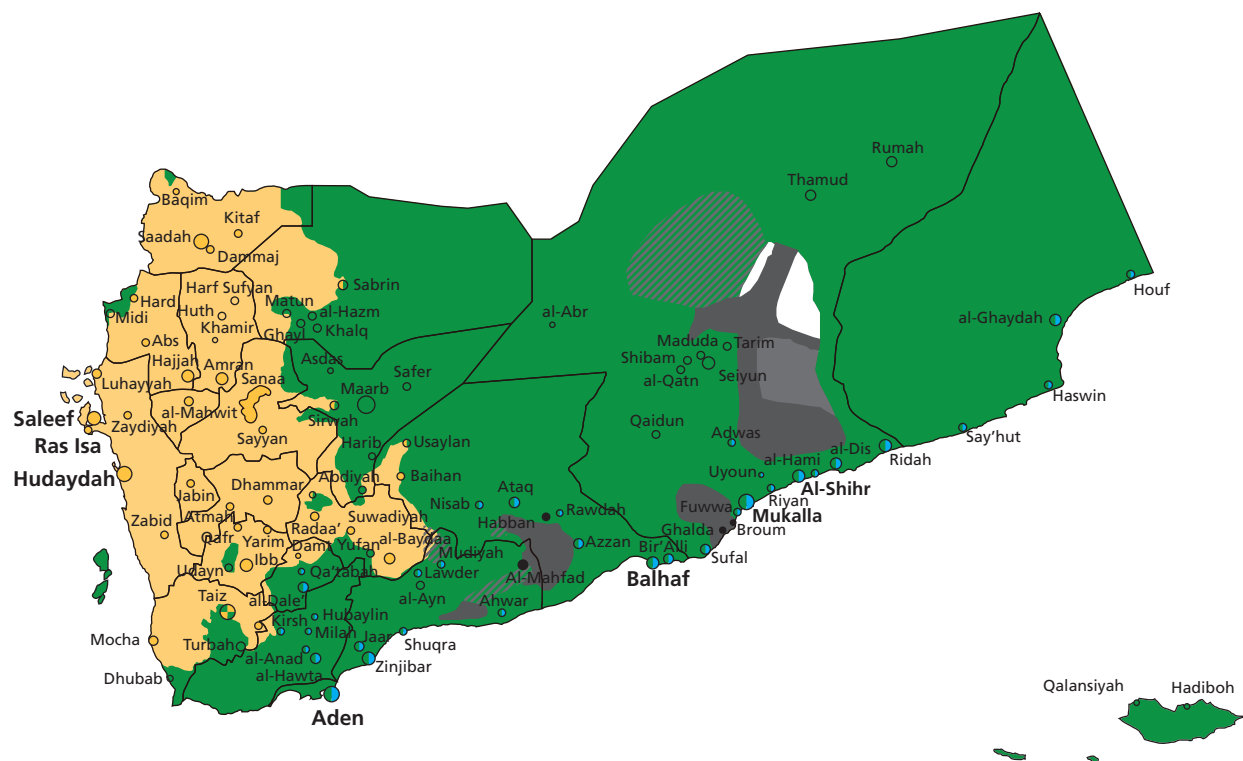 Rumah
Thamud
Baqim
Kitaf
Saadah
Dammaj
Houf
Sabrin
Harf Sufyan
Hard
Matun
Midi
Huth
al-Hazm
al-Abr
al-Ghaydah
Khamir
Ghayl
Khalq
Abs
Maduda
Tarim
Asdas
Shibam
Hajjah
Amran
Safer
Seiyun
Luhayyah
Sanaa
al-Qatn
Maarb
Haswin
al-Mahwit
Saleef
Zaydiyah
Sirwah
Qaidun
Ras Isa
Sayyan
Adwas
Say'hut
Harib
Usaylan
al-Dis
al-Hami
Ridah
Hudaydah
Uyoun
Abdiyah
Baihan
Dhammar
Al-Shihr
Jabin
Ataq
Riyan
Nisab
Rawdah
Fuwwa
Mukalla
Atmah
Suwadiyah
Zabid
Radaa'
Habban
Ghalda
Broum
Qafr
Yarim
al-Baydaa
Azzan
Damt
Yufan
Mudiyah
Bir'Alli
Sufal
Ibb
Udayn
Qa'tabah
Lawder
Al-Mahfad
Balhaf
al-Dale'
al-Ayn
Taiz
Ahwar
Hubaylin
Kirsh
Milah
Mocha
Turbah
Jaar
Shuqra
al-Anad
Zinjibar
Dhubab
al-Hawta
Qalansiyah
Hadiboh
Aden